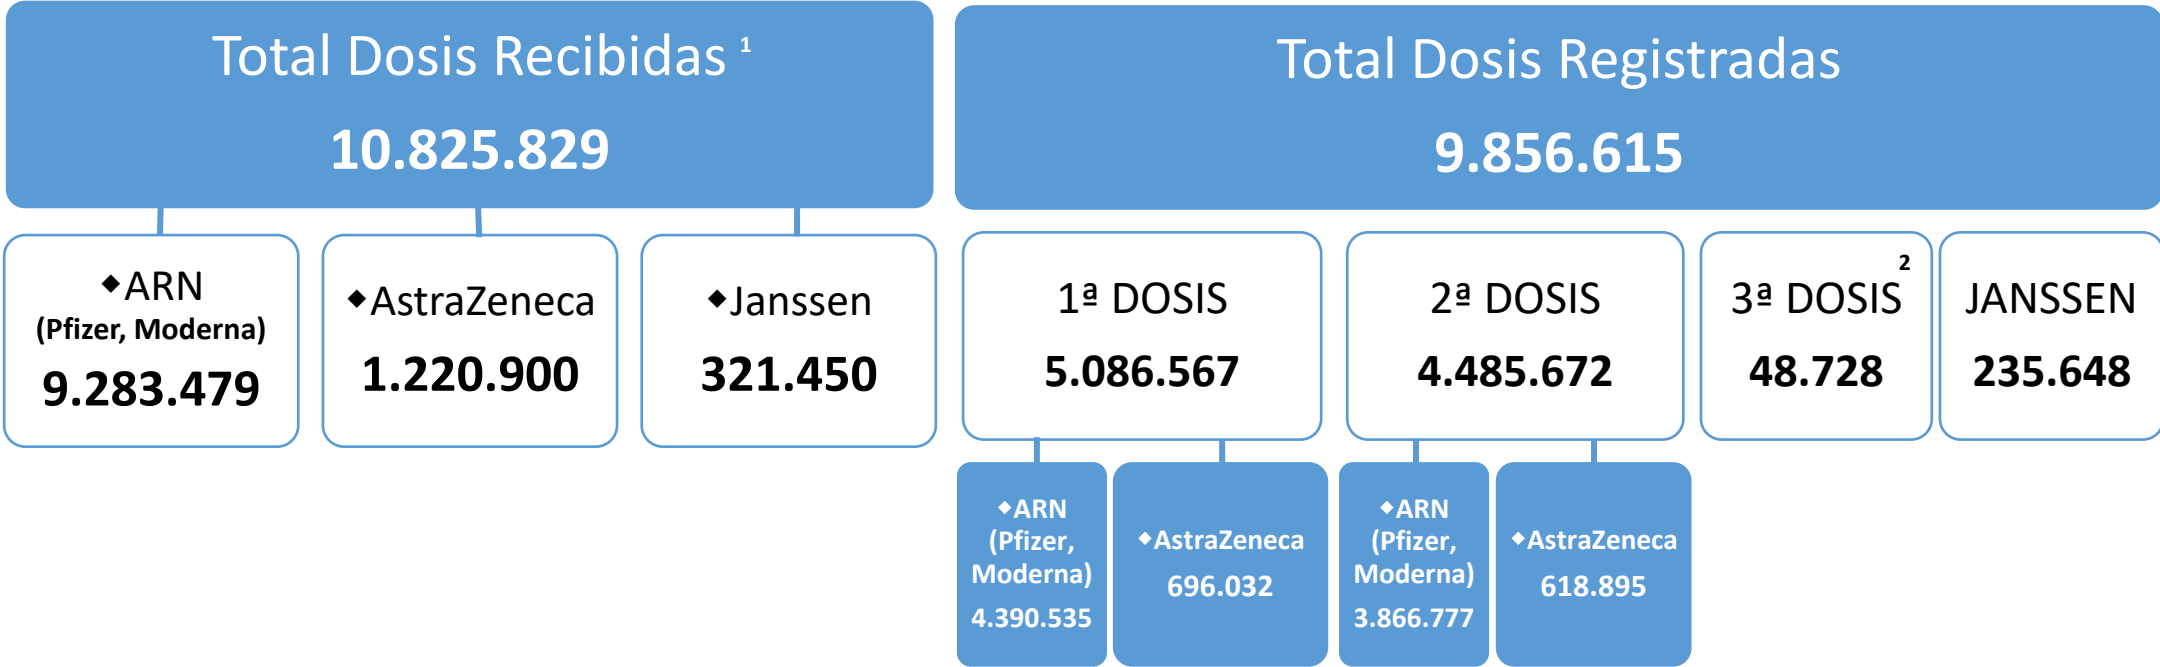 Total Dosis Recibidas ¹
10.825.829
◆ARN
(Pfizer, Moderna)
9.283.479
◆AstraZeneca
1.220.900
◆Janssen
321.450
Total Dosis Registradas
9.856.615
1ª DOSIS
5.086.567
2ª DOSIS
4.485.672
3ª DOSIS ²
48.728
JANSSEN
235.648
◆ARN
(Pfizer,
Moderna)
4.390.535
◆AstraZeneca
696.032
◆ARN
(Pfizer,
Moderna)
3.866.777
◆AstraZeneca
618.895